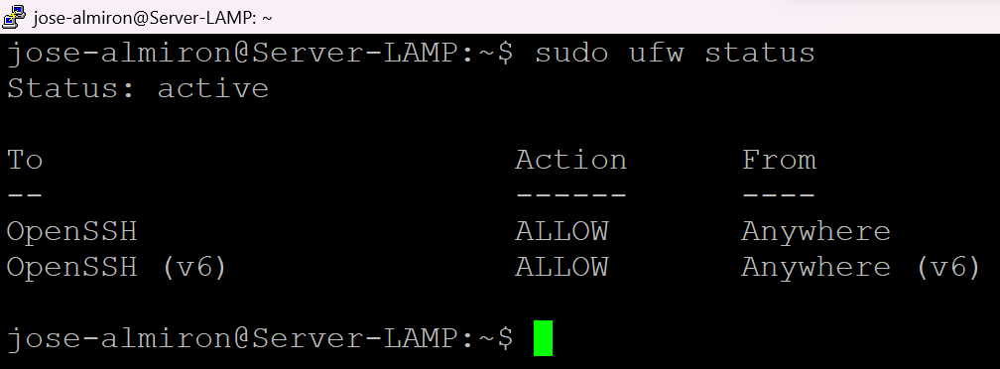 jose-almiron@Server-LAMP: ~
jose-almiron@Server-LAMP:~$ sudo ufw status
Status: active
To                         Action      From
--                         ------      ----
OpenSSH                    ALLOW       Anywhere
OpenSSH (v6)               ALLOW       Anywhere (v6)
jose-almiron@Server-LAMP:~$